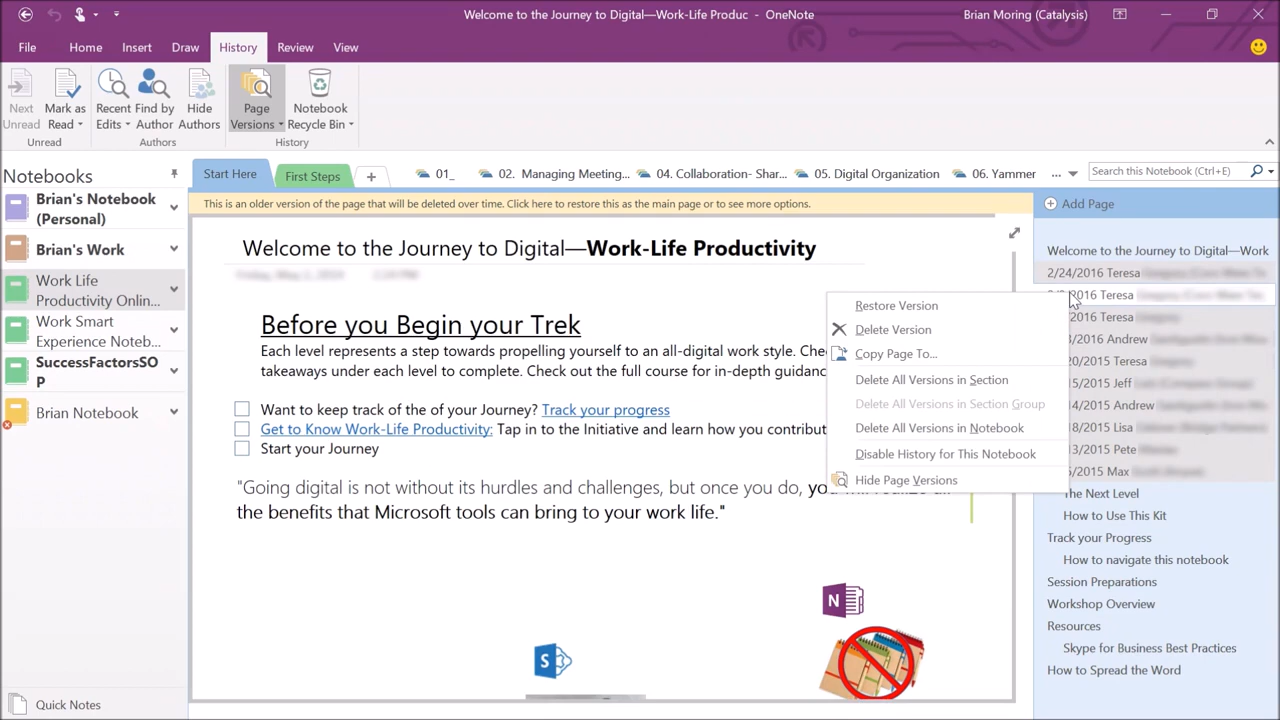 Welcome to the Journey to Digital—Work-Life Produc - OneNote
Brian Moring (Catalysis)
File
Home
Insert
Draw
History
Review
View
Next
Unread
Mark as
Read
Unread
Recent
Edits
Find by
Author
Hide
Authors
Authors
Page
Versions
Notebook
Recycle Bin
History
Notebooks
Brian's Notebook
(Personal)
Brian's Work
Work Life
Productivity Onlin...
Work Smart
Experience Noteb...
SuccessFactorsSO
P
Brian Notebook
Quick Notes
Start Here
First Steps
+
01_
02. Managing Meeting...
04. Collaboration- Shar...
05. Digital Organization
06. Yammer
...
Search this Notebook (Ctrl+E)
This is an older version of the page that will be deleted over time. Click here to restore this as the main page or to see more options.
Welcome to the Journey to Digital—Work-Life Productivity
Before you Begin your Trek
Each level represents a step towards propelling yourself to an all-digital work style. Che
takeaways under each level to complete. Check out the full course for in-depth guidanc
Want to keep track of the of your Journey? Track your progress
Get to Know Work-Life Productivity: Tap in to the Initiative and learn how you contribut
Start your Journey
"Going digital is not without its hurdles and challenges, but once you do,
the benefits that Microsoft tools can bring to your work life."
N
S
Restore Version
Delete Version
Copy Page To...
Delete All Versions in Section
Delete All Versions in Section Group
Delete All Versions in Notebook
Disable History for This Notebook
Hide Page Versions
Add Page
Welcome to the Journey to Digital—Work
2/24/2016 Teresa
2016 Teresa
/2016 Teresa
/2016 Andrew
20/2015 Teresa
15/2015 Jeff
14/2015 Andrew
18/2015 Lisa
13/2015 Pete
/2015 Max
The Next Level
How to Use This Kit
Track your Progress
How to navigate this notebook
Session Preparations
Workshop Overview
Resources
Skype for Business Best Practices
How to Spread the Word